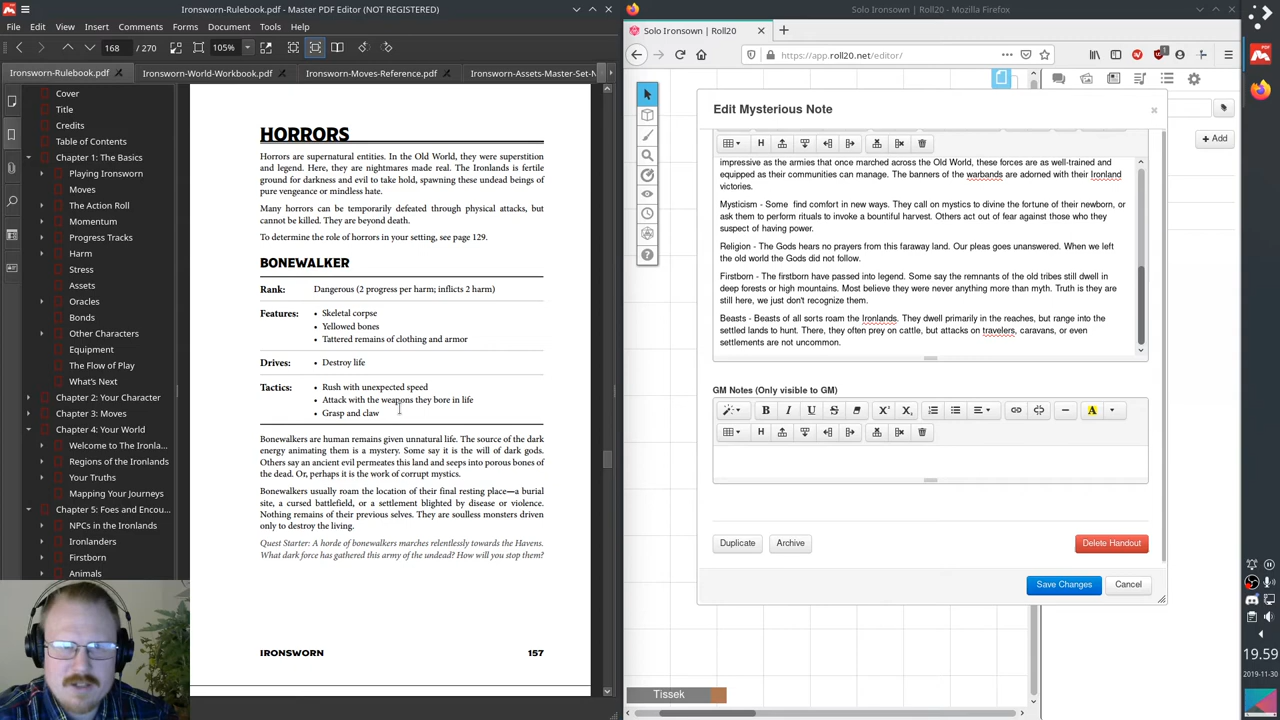 Ironsworn-Rulebook.pdf - Master PDF Editor (NOT REGISTERED)
File
Edit
View
Insert
Comments
Forms
Document
Tools
Help
168
/ 270
105%
Ironsworn-Rulebook.pdf
Ironsworn-World-Workbook.pdf
Ironsworn-Moves-Reference.pdf
Ironsworn-Assets-Master-Set-N
Cover
Title
Credits
Table of Contents
Chapter 1: The Basics
Playing Ironsworn
Moves
The Action Roll
Momentum
Progress Tracks
Harm
Stress
Assets
Oracles
Bonds
Other Characters
Equipment
The Flow of Play
What's Next
Chapter 2: Your Character
Chapter 3: Moves
Chapter 4: Your World
Welcome to The Ironla...
Regions of the Ironlands
Your Truths
Mapping Your Journeys
Chapter 5: Foes and Encou...
NPCs in the Ironlands
Ironlanders
Firstborn
Animals
HORRORS
Horrors are supernatural entities. In the Old World, they were superstition
and legend. Here, they are nightmares made real. The Ironlands is fertile
ground for darkness and evil to take hold, spawning these undead beings of
pure vengeance or mindless hate.
Many horrors can be temporarily defeated through physical attacks, but
cannot be killed. They are beyond death.
To determine the role of horrors in your setting, see page 129.
BONEWALKER
Rank: Dangerous (2 progress per harm; inflicts 2 harm)
Features: • Skeletal corpse
• Yellowed bones
• Tattered remains of clothing and armor
Drives: • Destroy life
Tactics: • Rush with unexpected speed
• Attack with the weapons they bore in life
• Grasp and claw
Bonewalkers are human remains given unnatural life. The source of the dark
energy animating them is a mystery. Some say it is the will of dark gods.
Others say an ancient evil permeates this land and seeps into porous bones of
the dead. Or, perhaps it is the work of corrupt mystics.
Bonewalkers usually roam the location of their final resting place—a burial
site, a cursed battlefield, or a settlement blighted by disease or violence.
Nothing remains of their previous selves. They are soulless monsters driven
only to destroy the living.
Quest Starter: A horde of bonewalkers marches relentlessly towards the Havens.
What dark force has gathered this army of the undead? How will you stop them?
IRONSWORN 157
Solo Ironsown | Roll20 - Mozilla Firefox
Solo Ironsown | Roll20
https://app.roll20.net/editor/
+ Add
Edit Mysterious Note
impressive as the armies that once marched across the Old World, these forces are as well-trained and
equipped as their communities can manage. The banners of the warbands are adorned with their Ironland
victories.
Mysticism - Some find comfort in new ways. They call on mystics to divine the fortune of their newborn, or
ask them to perform rituals to invoke a bountiful harvest. Others act out of fear against those who they
suspect of having power.
Religion - The Gods hears no prayers from this faraway land. Our pleas goes unanswered. When we left
the old world the Gods did not follow.
Firstborn - The firstborn have passed into legend. Some say the remnants of the old tribes still dwell in
deep forests or high mountains. Most believe they were never anything more than myth. Truth is they are
still here, we just don't recognize them.
Beasts - Beasts of all sorts roam the Ironlands. They dwell primarily in the reaches, but range into the
settled lands to hunt. There, they often prey on cattle, but attacks on travelers, caravans, or even
settlements are not uncommon.
GM Notes (Only visible to GM)
Duplicate
Archive
Delete Handout
Save Changes
Cancel
Tissek
19.59
2019-11-30